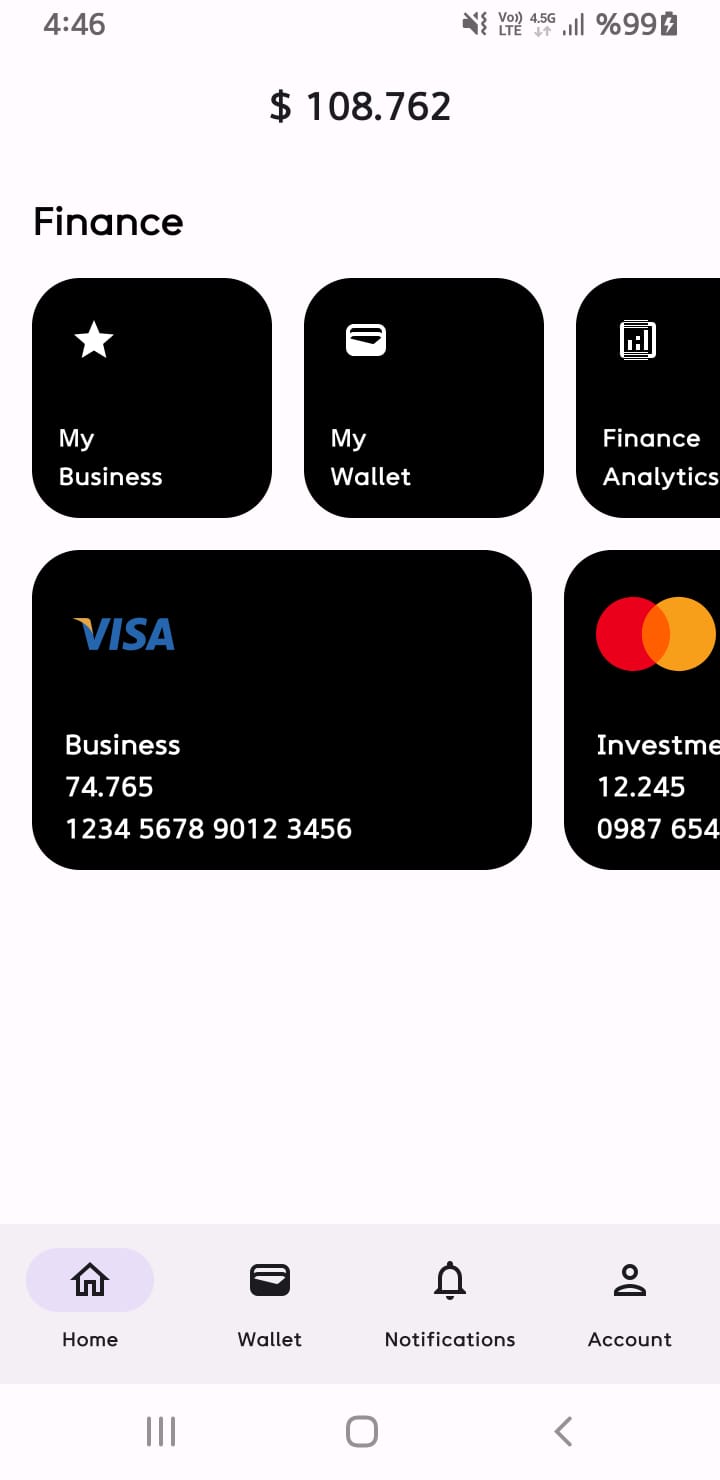 4:46
Vo)) LTE 4.5G %99
$ 108.762
Finance
My
Business
My
Wallet
Finance
Analytics
VISA
Business
74.765
1234 5678 9012 3456
Investme
12.245
0987 654
Home
Wallet
Notifications
Account